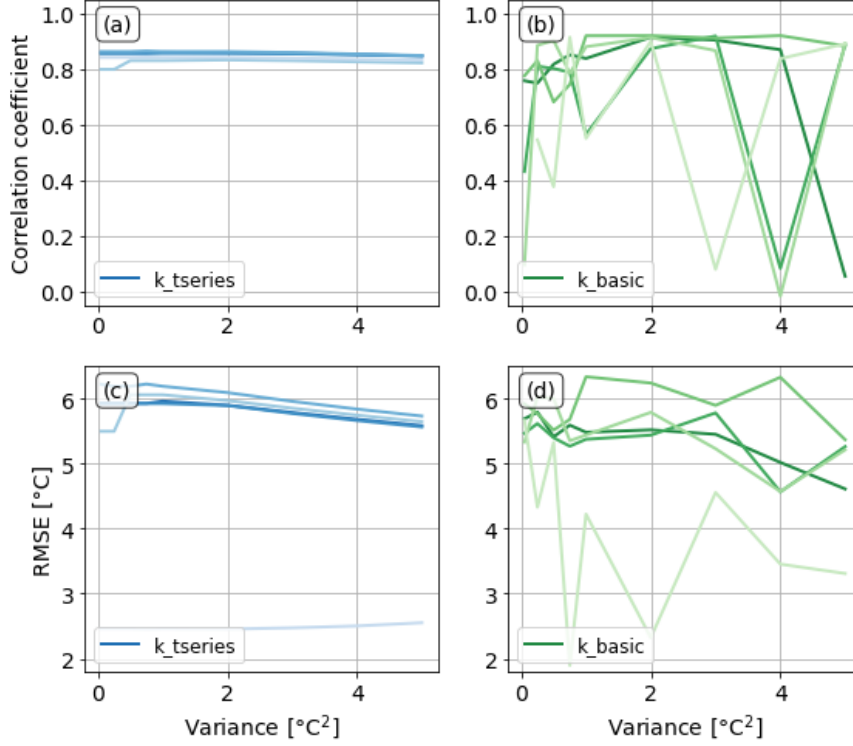 (a)
Correlation coefficient
1.0
0.8
0.6
0.4
0.2
0.0
k_tseries
0
2
4
(b)
1.0
0.8
0.6
0.4
0.2
0.0
k_basic
0
2
4
(c)
RMSE [°C]
6
5
4
3
2
k_tseries
0
2
4
Variance [°C²]
(d)
6
5
4
3
2
k_basic
0
2
4
Variance [°C²]